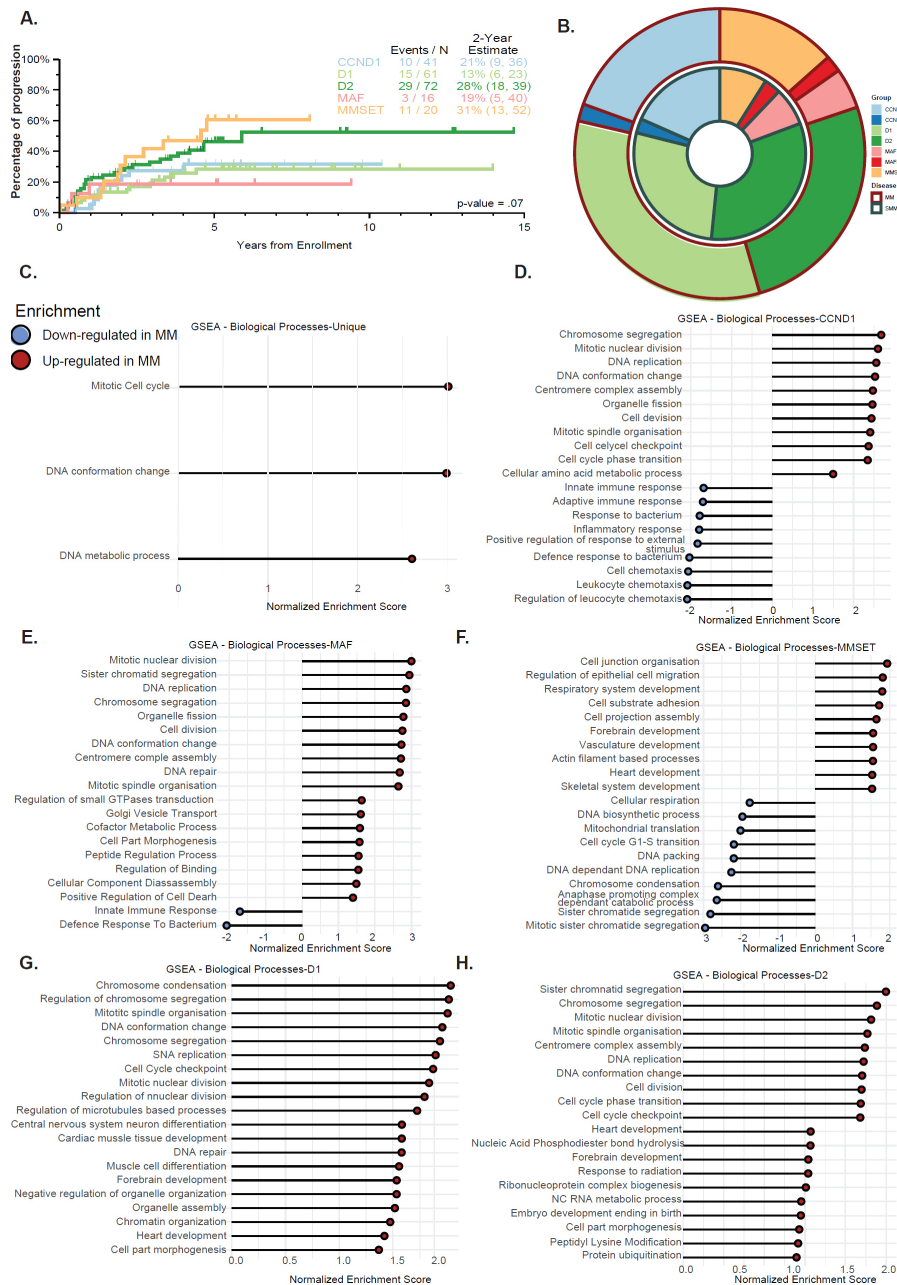 A.
Percentage of progression
100%
80%
60%
40%
20%
0%
Events / N
2-Year
Estimate
CCND1 10 / 41 21% (9, 36)
D1 15 / 61 13% (6, 23)
D2 29 / 72 28% (18, 39)
MAF 3 / 16 19% (5, 40)
MMSET 11 / 20 31% (13, 52)
p-value = .07
0 5 10 15
Years from Enrollment
B.
Group
CCN
CCN
D1
D2
MAF
MAF
MMS
Disease
MM
SMM
C.
Enrichment
Down-regulated in MM
Up-regulated in MM
GSEA - Biological Processes-Unique
Mitotic Cell cycle
DNA conformation change
DNA metabolic process
0 1 2 3
Normalized Enrichment Score
D.
GSEA - Biological Processes-CCND1
Chromosome segregation
Mitotic nuclear division
DNA replication
DNA conformation change
Centromere complex assembly
Organelle fission
Cell devision
Mitotic spindle organisation
Cell celycel checkpoint
Cell cycle phase transition
Cellular amino acid metabolic process
Innate immune response
Adaptive immune response
Response to bacterium
Inflammatory response
Positive regulation of response to external
stimulus
Defence response to bacterium
Cell chemotaxis
Leukocyte chemotaxis
Regulation of leucocyte chemotaxis
-2 -1 0 1 2
Normalized Enrichment Score
E.
GSEA - Biological Processes-MAF
Mitotic nuclear division
Sister chromatid segregation
DNA replication
Chromosome segragation
Organelle fission
Cell division
DNA conformation change
Centromere comple assembly
DNA repair
Mitotic spindle organisation
Regulation of small GTPases transduction
Golgi Vesicle Transport
Cofactor Metabolic Process
Cell Part Morphogenesis
Peptide Regulation Process
Regulation of Binding
Cellular Component Diassassembly
Positive Regulation of Cell Dearh
Innate Immune Response
Defence Response To Bacterium
-2 -1 0 1 2 3
Normalized Enrichment Score
F.
GSEA - Biological Processes-MMSET
Cell junction organisation
Regulation of epithelial cell migration
Respiratory system development
Cell substrate adhesion
Cell projection assembly
Forebrain development
Vasculature development
Actin filament based processes
Heart development
Skeletal system development
Cellular respiration
DNA biosynthetic process
Mitochondrial translation
Cell cycle G1-S transition
DNA packing
DNA dependant DNA replication
Chromosome condensation
Anaphase promoting complex
dependant catabolic process
Sister chromatide segregation
Mitotic sister chromatide segregation
3 -2 -1 0 1 2
Normalized Enrichment Score
G.
GSEA - Biological Processes-D1
Chromosome condensation
Regulation of chromosome segregation
Mitotitc spindle organisation
DNA conformation change
Chromosome segregation
SNA replication
Cell Cycle checkpoint
Mitotic nuclear division
Regulation of nnuclear division
Regulation of microtubules based processes
Central nervous system neuron differentiation
Cardiac mussle tissue development
DNA repair
Muscle cell differentiation
Forebrain development
Negative regulation of organelle organization
Organelle assembly
Chromatin organization
Heart development
Cell part morphogenesis
0.0 0.5 1.0 1.5 2.0
Normalized Enrichment Score
H.
GSEA - Biological Processes-D2
Sister chromnatid segregation
Chromosome segregation
Mitotic nuclear division
Mitotic spindle organisation
Centromere complex assembly
DNA replication
DNA conformation change
Cell division
Cell cycle phase transition
Cell cycle checkpoint
Heart development
Nucleic Acid Phosphodiester bond hydrolysis
Forebrain development
Response to radiation
Ribonucleoprotein complex biogenesis
NC RNA metabolic process
Embryo development ending in birth
Cell part morphogenesis
Peptidyl Lysine Modification
Protein ubiquitination
0.0 0.5 1.0 1.5 2.0
Normalized Enrichment Score